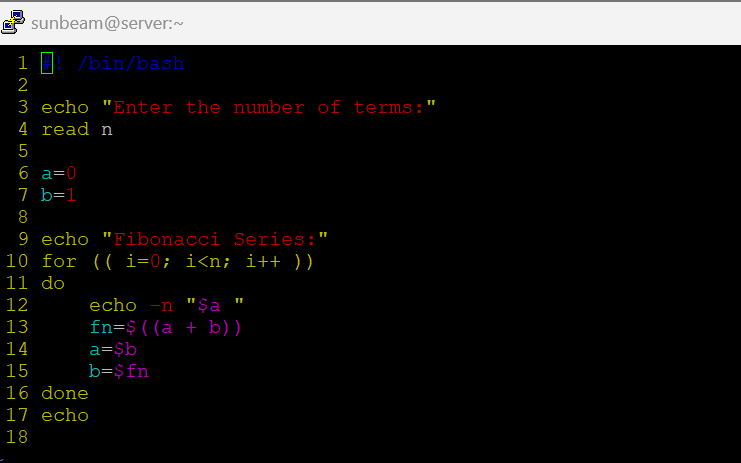 sunbeam@server:~
1 #! /bin/bash
2
3 echo "Enter the number of terms:"
4 read n
5
6 a=0
7 b=1
8
9 echo "Fibonacci Series:"
10 for (( i=0; i<n; i++ ))
11 do
12     echo -n "$a "
13     fn=$((a + b))
14     a=$b
15     b=$fn
16 done
17 echo
18